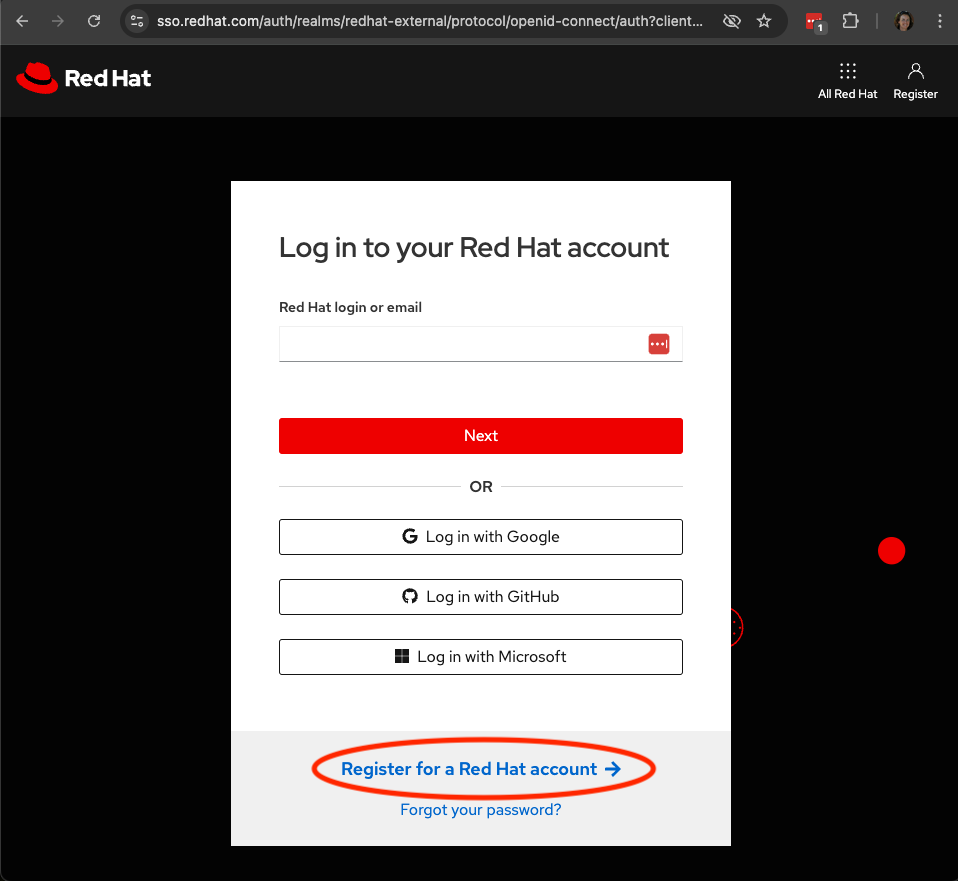 sso.redhat.com/auth/realms/redhat-external/protocol/openid-connect/auth?client...
1
Red Hat
All Red Hat
Register
Log in to your Red Hat account
Red Hat login or email
Next
OR
Log in with Google
Log in with GitHub
Log in with Microsoft
Register for a Red Hat account →
Forgot your password?